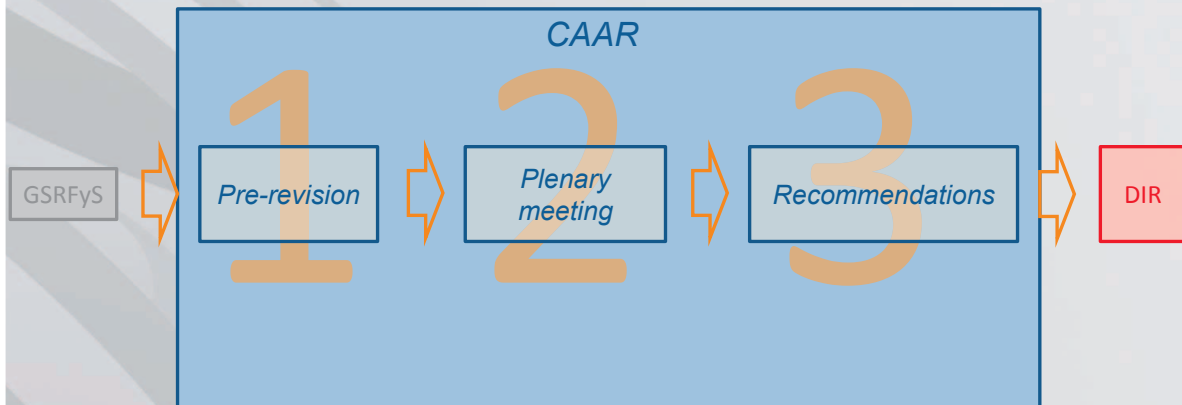 CAAR
1
2
3
GSRFyS
Pre-revision
Plenary
meeting
Recommendations
DIR